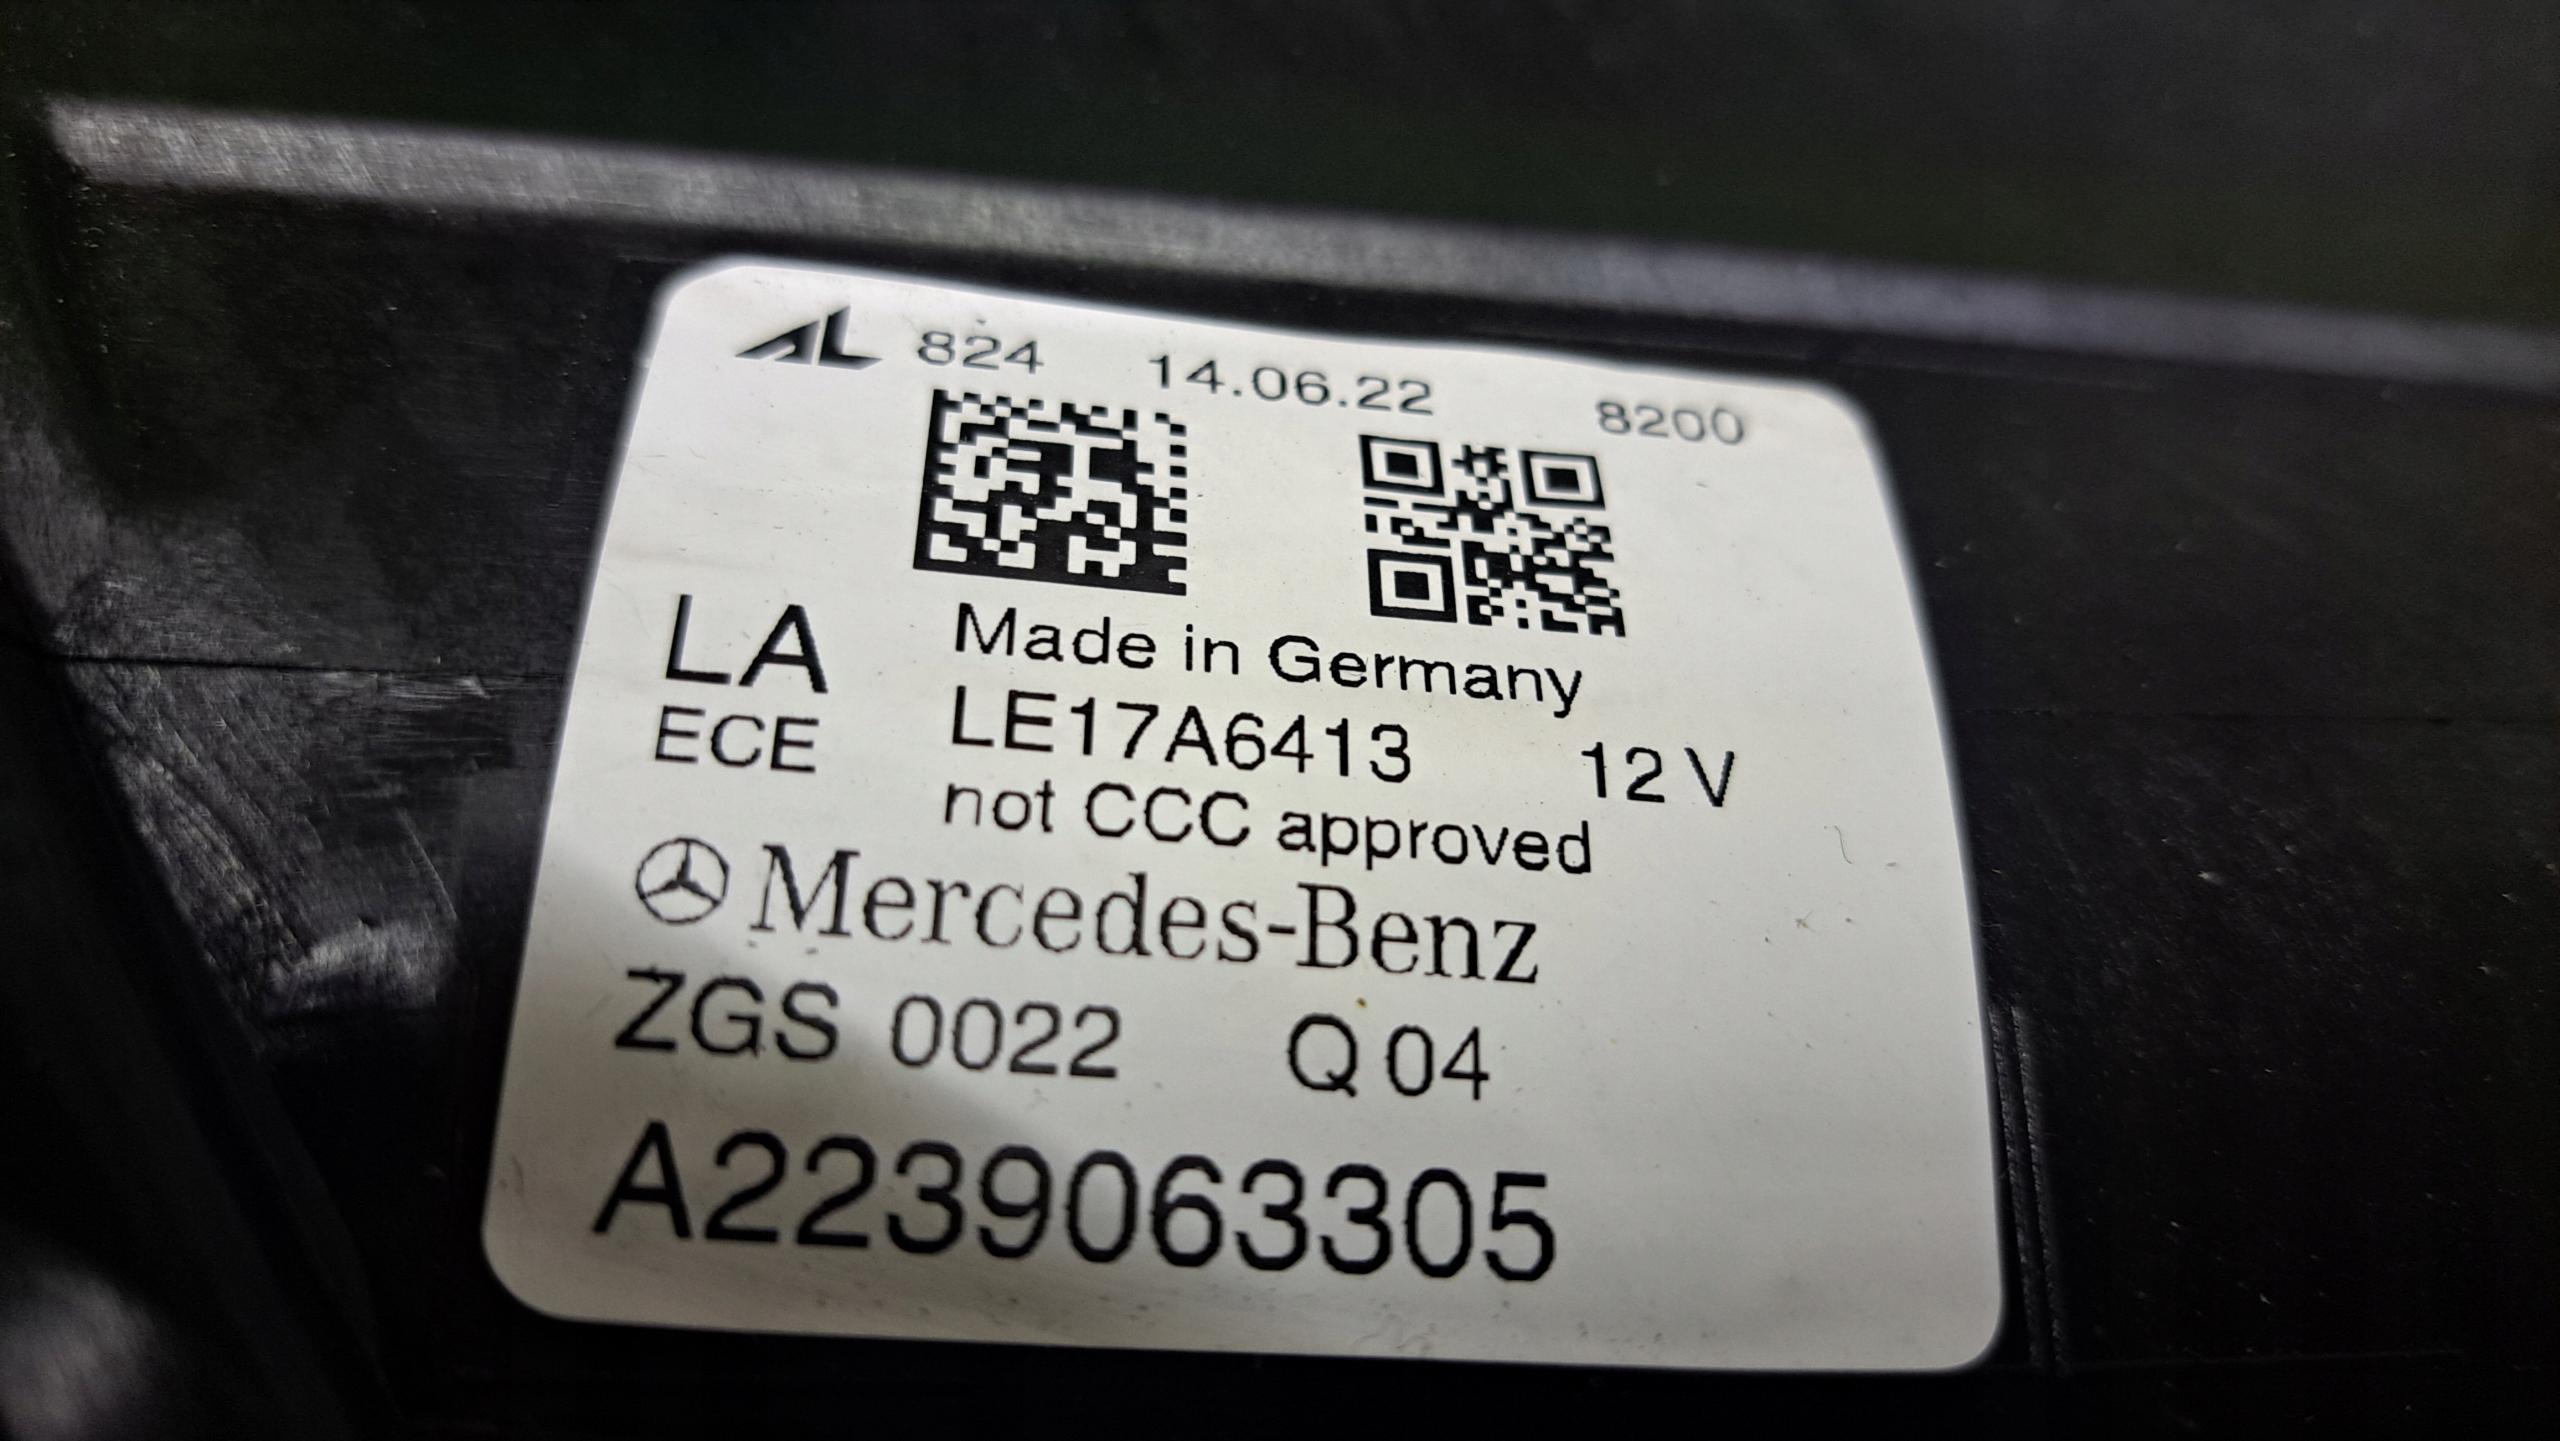 AL 824 14.06.22 8200
Made in Germany
LA LE17A6413 12 V
ECE not CCC approved
Mercedes-Benz
ZGS 0022 Q 04
A2239063305